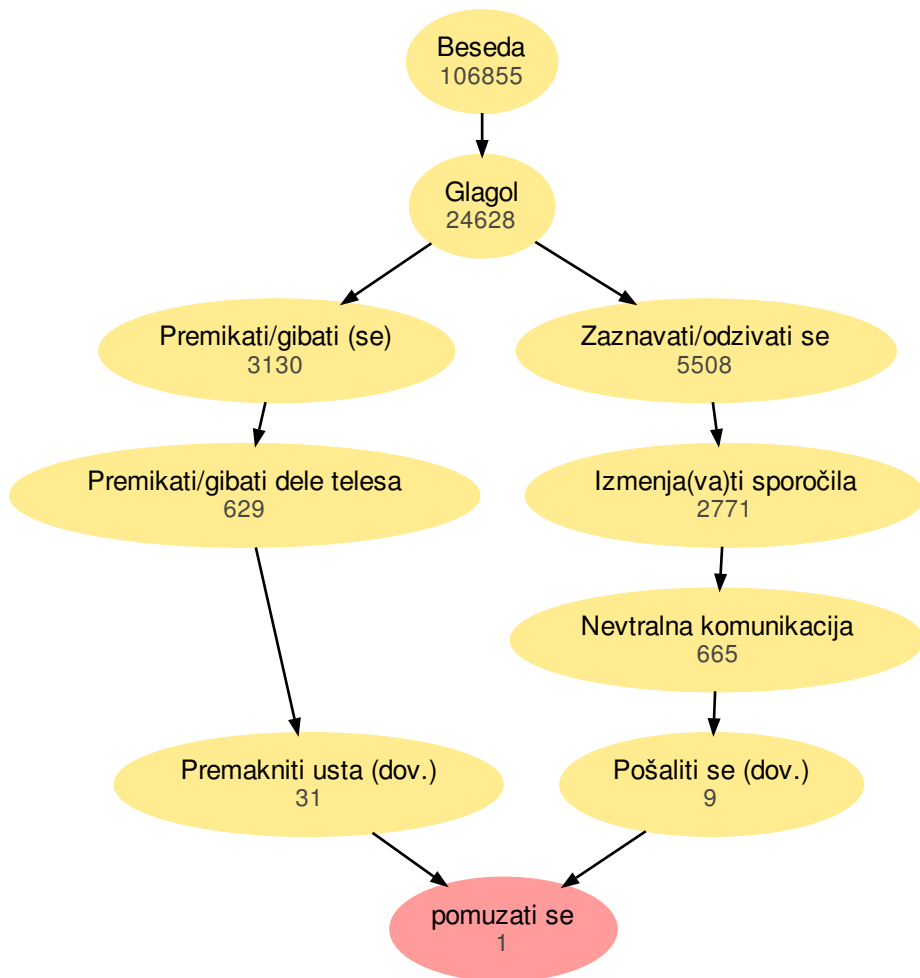 Beseda
106855
Glagol
24628
Premikati/gibati (se)
3130
Zaznavati/odzivati se
5508
Premikati/gibati dele telesa
629
Izmenja(va)ti sporočila
2771
Nevtralna komunikacija
665
Premakniti usta (dov.)
31
Pošaliti se (dov.)
9
pomuzati se
1